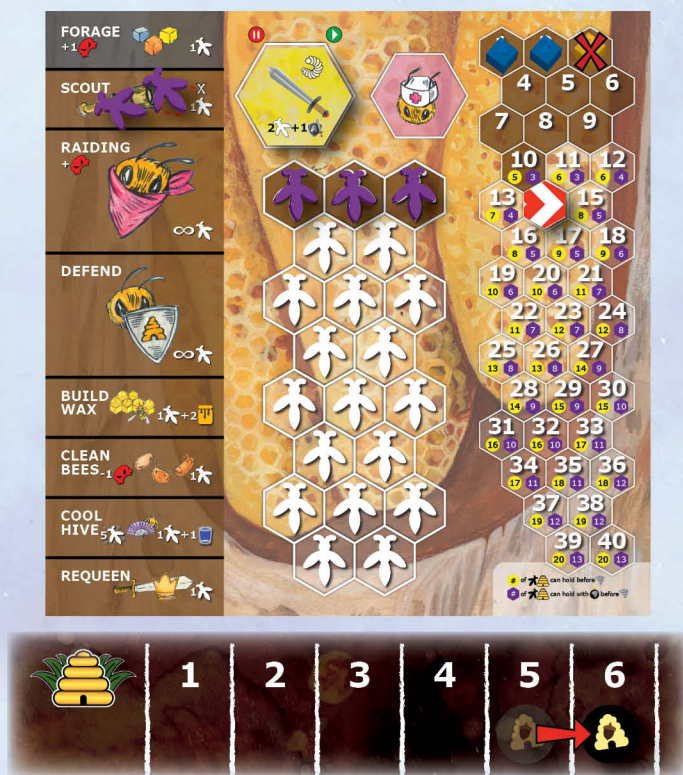 FORAGE
+1 1
SCOUT
X
1
RAIDING
+
∞
DEFEND
∞
BUILD
WAX 1 +2
CLEAN
BEES -1 1
COOL
HIVE 5 1 +1
REQUEEN
1
2 +1
X
4 5 6
7 8 9
10 11 12
5 3 6 3 6 4
13 15
7 4 8 5
16 17 18
8 5 9 5 9 6
19 20 21
10 6 10 6 11 7
22 23 24
11 7 12 7 12 8
25 26 27
13 8 13 8 14 9
28 29 30
14 9 15 9 15 10
31 32 33
16 10 16 10 17 11
34 35 36
17 11 18 11 18 12
37 38
19 12 19 12
39 40
20 13 20 13
# of can hold before
# of can hold with before
1 2 3 4 5 6